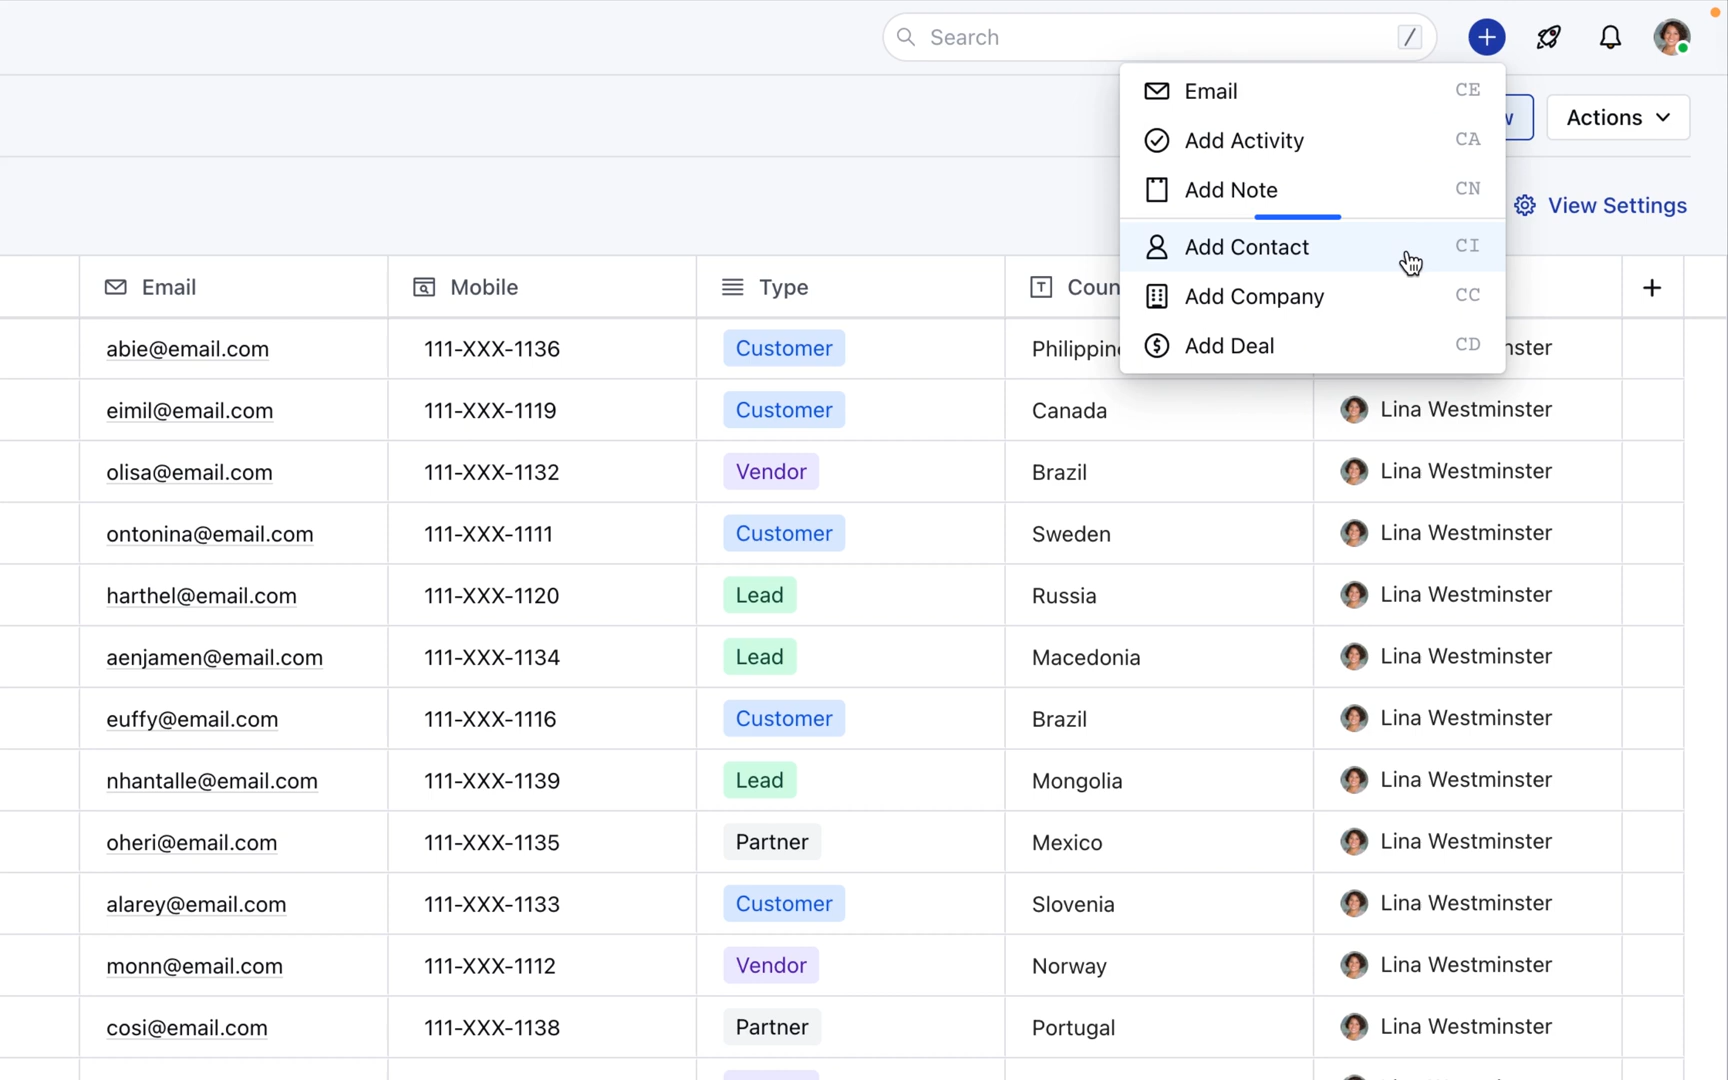 Search /
Email CE
Add Activity CA
Add Note CN
Add Contact CI
Add Company CC
Add Deal CD
Actions
View Settings
Email Mobile Type Coun
abie@email.com 111-XXX-1136 Customer Philippin nster
eimil@email.com 111-XXX-1119 Customer Canada Lina Westminster
olisa@email.com 111-XXX-1132 Vendor Brazil Lina Westminster
ontonina@email.com 111-XXX-1111 Customer Sweden Lina Westminster
harthel@email.com 111-XXX-1120 Lead Russia Lina Westminster
aenjamen@email.com 111-XXX-1134 Lead Macedonia Lina Westminster
euffy@email.com 111-XXX-1116 Customer Brazil Lina Westminster
nhantalle@email.com 111-XXX-1139 Lead Mongolia Lina Westminster
oheri@email.com 111-XXX-1135 Partner Mexico Lina Westminster
alarey@email.com 111-XXX-1133 Customer Slovenia Lina Westminster
monn@email.com 111-XXX-1112 Vendor Norway Lina Westminster
cosi@email.com 111-XXX-1138 Partner Portugal Lina Westminster